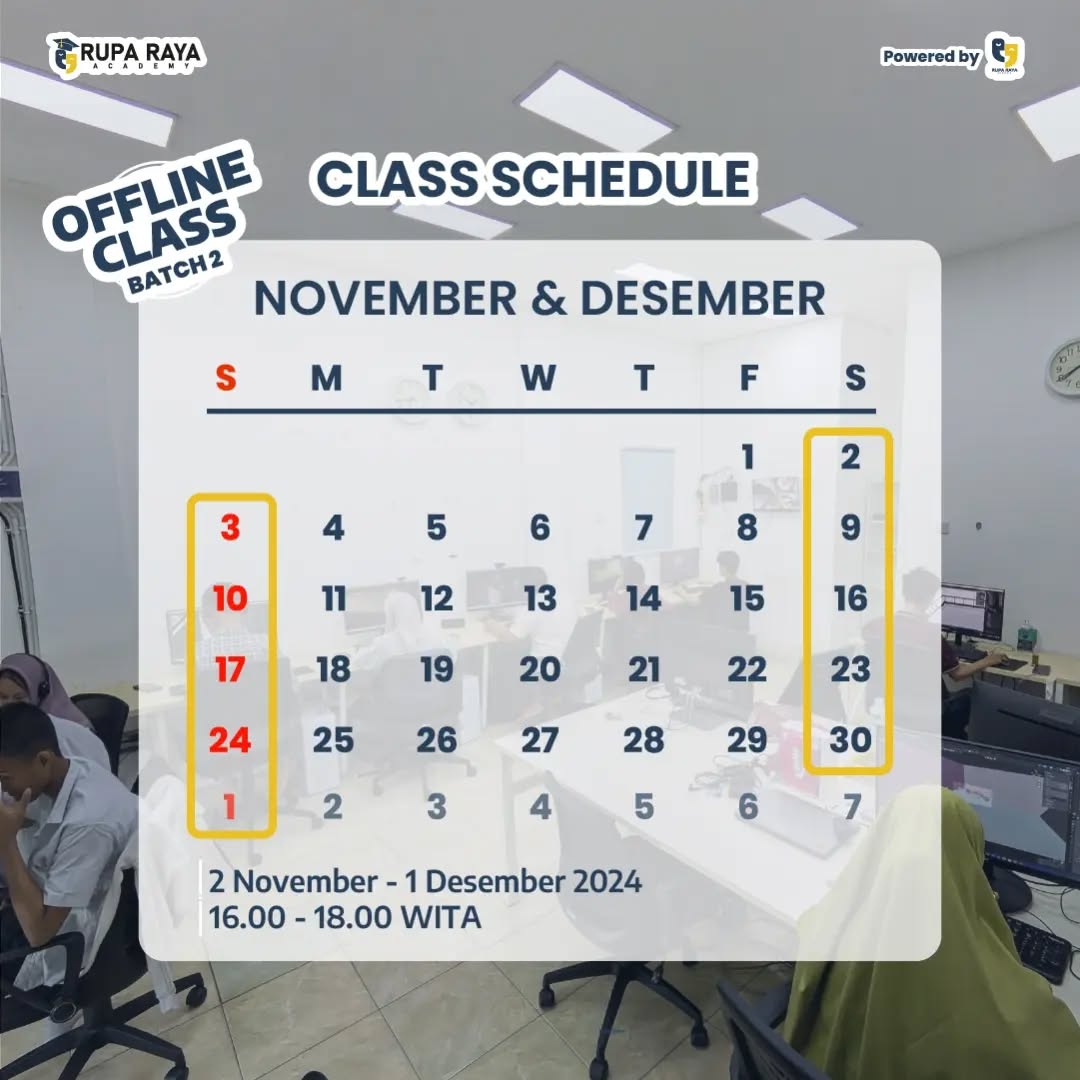 RUPA RAYA
ACADEMY
Powered by
RUPA RAYA
OFFLINE
CLASS
BATCH 2
CLASS SCHEDULE
NOVEMBER & DESEMBER
S M T W T F S
1 2
3 4 5 6 7 8 9
10 11 12 13 14 15 16
17 18 19 20 21 22 23
24 25 26 27 28 29 30
1 2 3 4 5 6 7
2 November - 1 Desember 2024
16.00 - 18.00 WITA